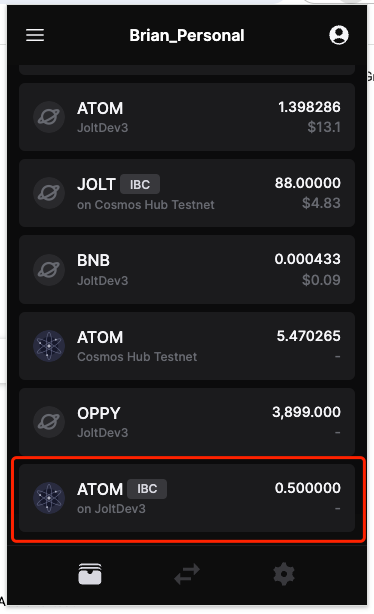 Brian_Personal
ATOM 1.398286
JoltDev3 $13.1
JOLT IBC 88.00000
on Cosmos Hub Testnet $4.83
BNB 0.000433
JoltDev3 $0.09
ATOM 5.470265
Cosmos Hub Testnet -
OPPY 3,899.000
JoltDev3 -
ATOM IBC 0.500000
on JoltDev3 -